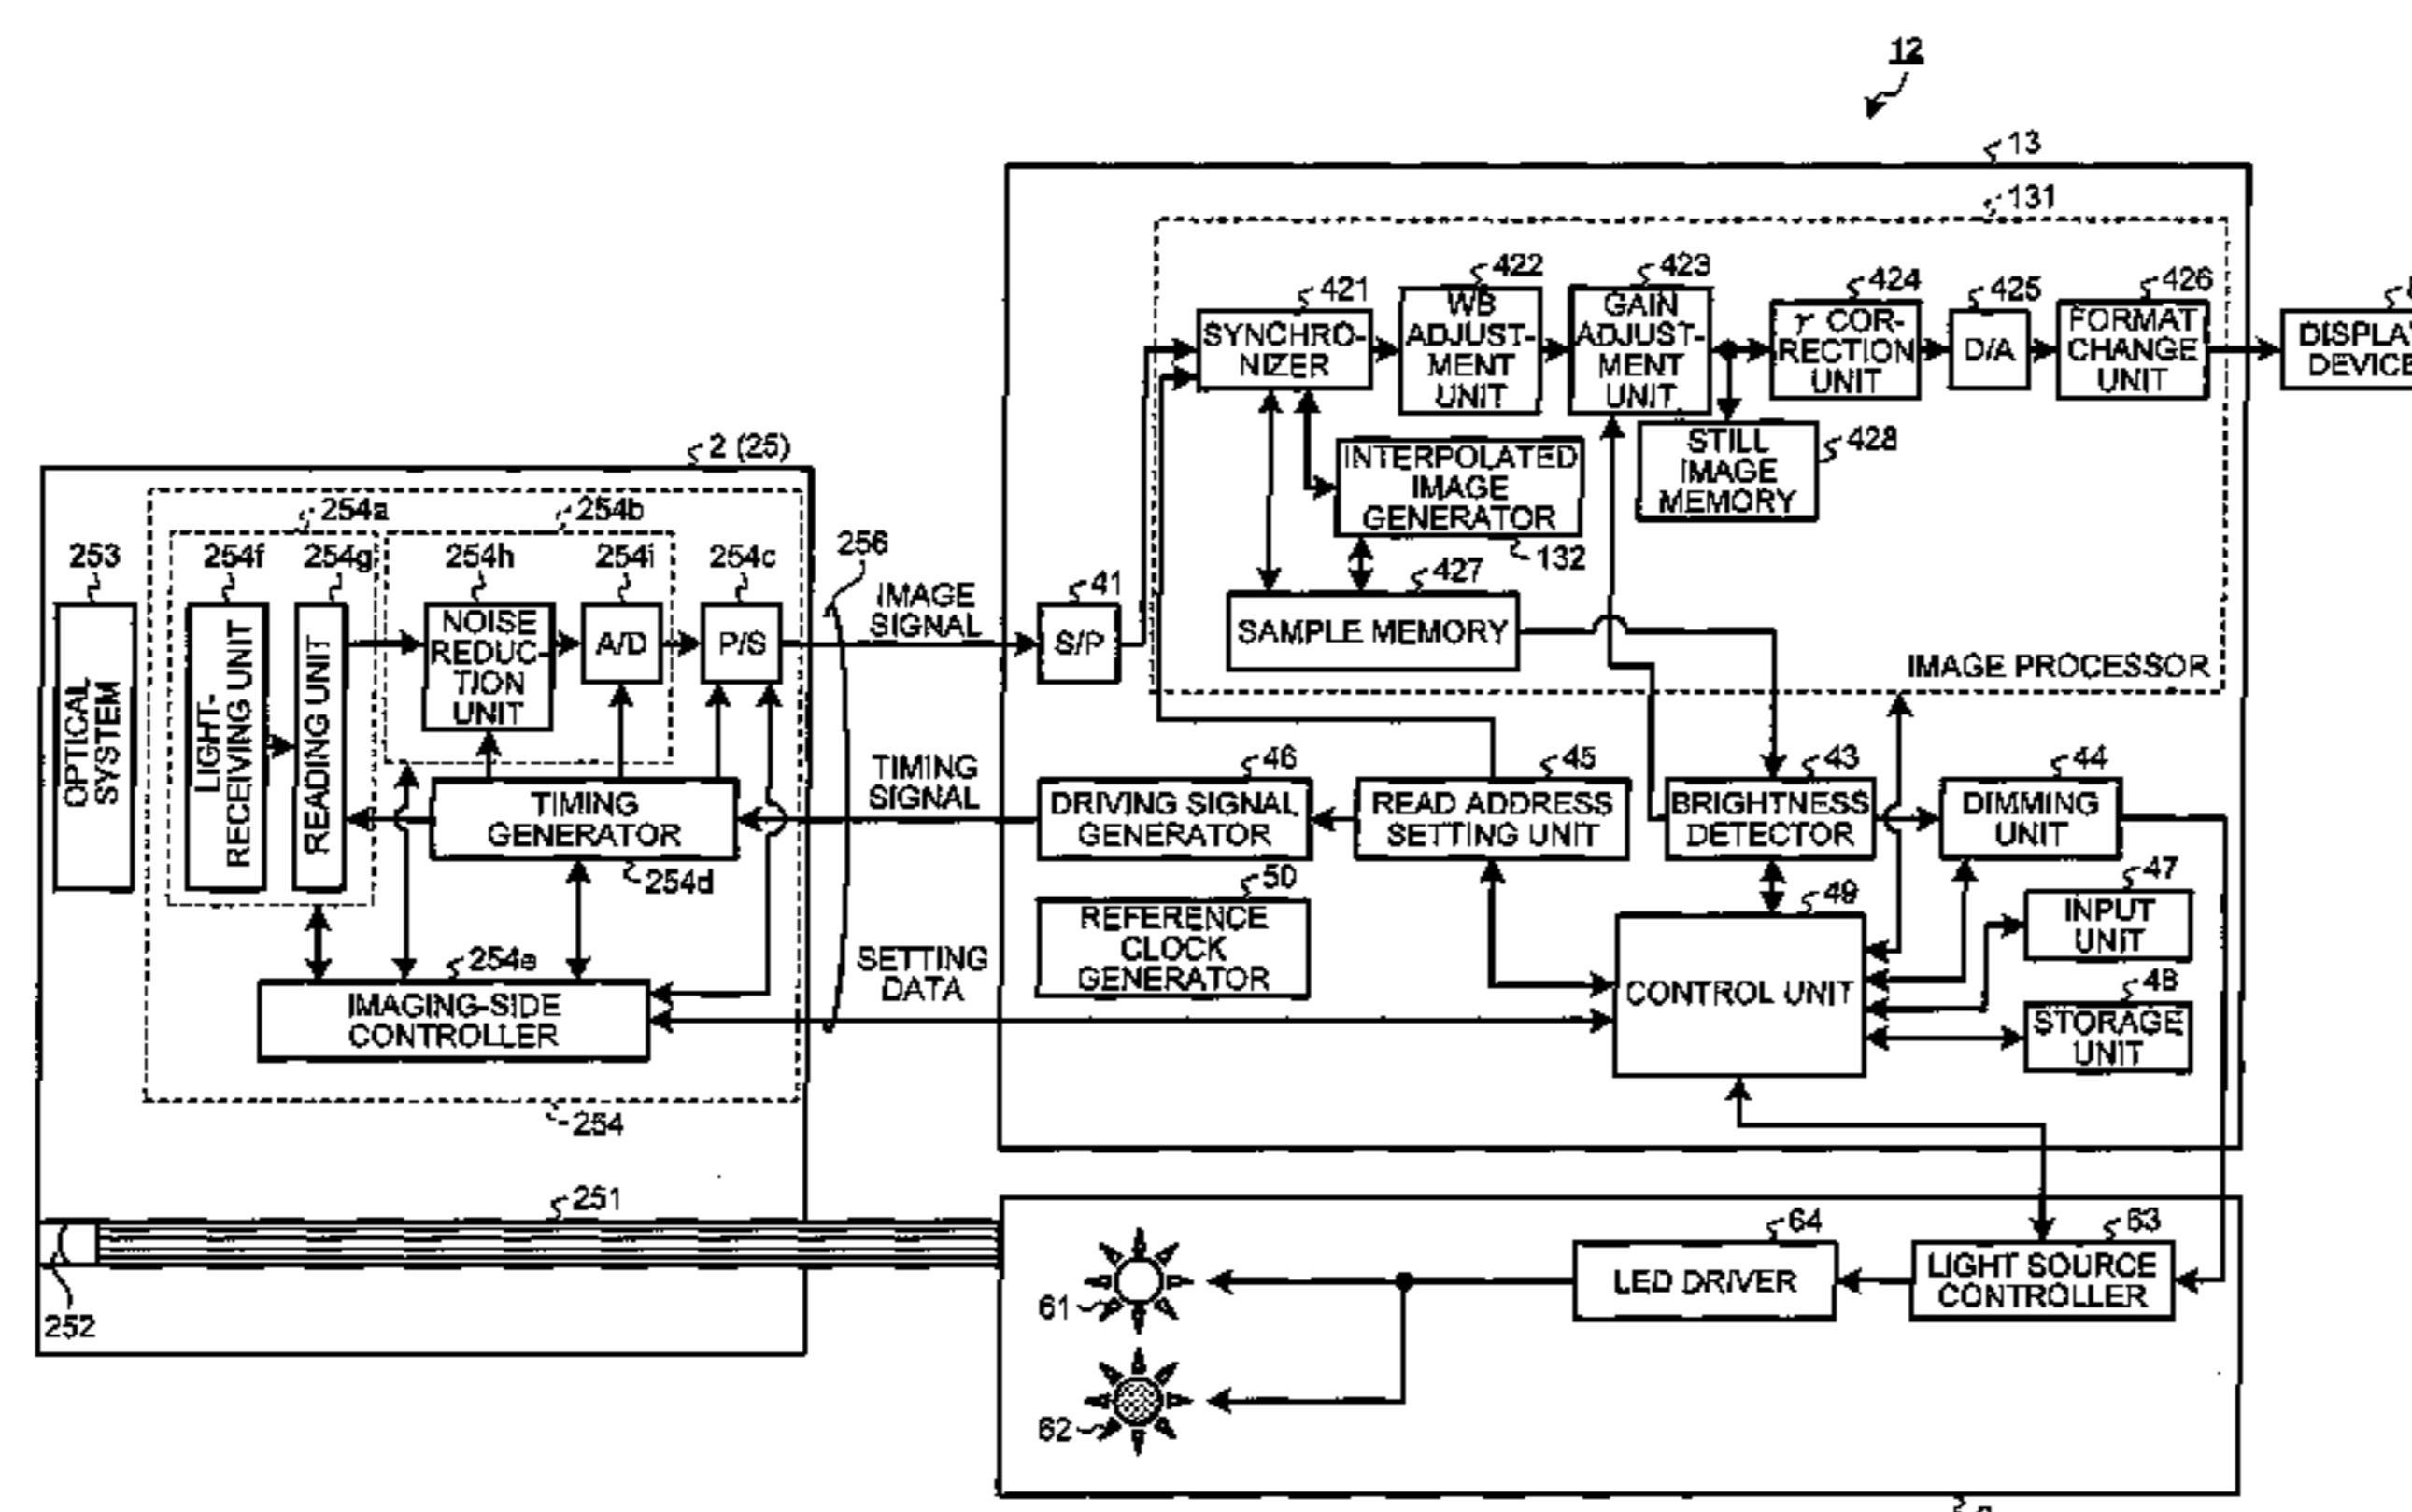 12
13
131
421
422
423
424
425
426
SYNCHRO-
NIZER
WB
ADJUST-
MENT
UNIT
GAIN
ADJUST-
MENT
UNIT
γ COR-
RECTION
UNIT
D/A
FORMAT
CHANGE
UNIT
DEVICE
INTERPOLATED
IMAGE
GENERATOR
132
STILL
IMAGE
MEMORY
428
427
SAMPLE MEMORY
IMAGE PROCESSOR
2 (25)
254a
254b
253
254f
254g
254h
254i
254c
256
OPTICAL
SYSTEM
LIGHT-
RECEIVING UNIT
READING UNIT
NOISE
REDUC-
TION
UNIT
A/D
P/S
IMAGE
SIGNAL
41
S/P
TIMING
GENERATOR
254d
TIMING
SIGNAL
46
DRIVING SIGNAL
GENERATOR
45
READ ADDRESS
SETTING UNIT
43
BRIGHTNESS
DETECTOR
44
DIMMING
UNIT
50
REFERENCE
CLOCK
GENERATOR
49
CONTROL UNIT
47
INPUT
UNIT
48
STORAGE
UNIT
254e
IMAGING-SIDE
CONTROLLER
SETTING
DATA
254
251
252
61
62
64
LED DRIVER
63
LIGHT SOURCE
CONTROLLER